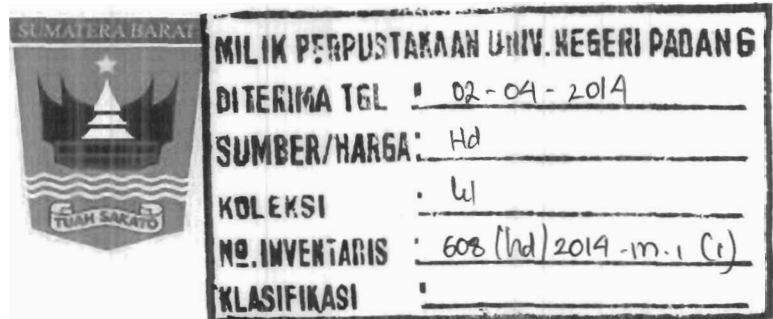 SUMATERA BARAT
TUAH SAKATO
MILIK PERPUSTAKAAN UNIV. NEGERI PADANG
DITERIMA TGL : 02-04-2014
SUMBER/HARGA : Hd
KOLEKSI :
NO. INVENTARIS : 608 (hd) 2014 - m.1 (1)
KLASIFIKASI :